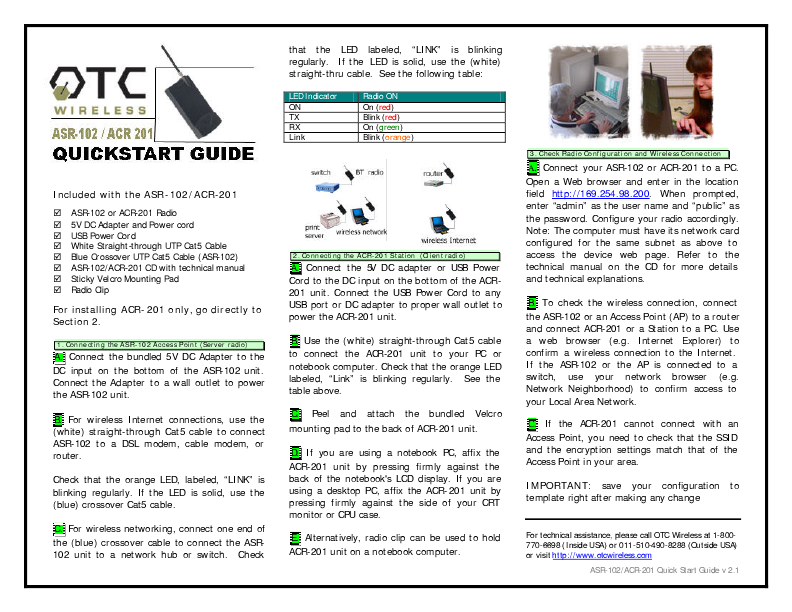 OTC
WIRELESS
ASR-102 / ACR 201
QUICKSTART GUIDE
Included with the ASR-102/ACR-201
☑ ASR-102 or ACR-201 Radio
☑ 5V DC Adapter and Power cord
☑ USB Power Cord
☑ White Straight-through UTP Cat5 Cable
☑ Blue Crossover UTP Cat5 Cable (ASR-102)
☑ ASR-102/ACR-201 CD with technical manual
☑ Sticky Velcro Mounting Pad
☑ Radio Clip
For installing ACR-201 only, go directly to
Section 2.
1. Connecting the ASR-102 Access Point (Server radio)
A. Connect the bundled 5V DC Adapter to the
DC input on the bottom of the ASR-102 unit.
Connect the Adapter to a wall outlet to power
the ASR-102 unit.
B. For wireless Internet connections, use the
(white) straight-through Cat5 cable to connect
ASR-102 to a DSL modem, cable modem, or
router.
Check that the orange LED, labeled, "LINK" is
blinking regularly. If the LED is solid, use the
(blue) crossover Cat5 cable.
C. For wireless networking, connect one end of
the (blue) crossover cable to connect the ASR-
102 unit to a network hub or switch. Check
that the LED labeled, "LINK" is blinking
regularly. If the LED is solid, use the (white)
straight-thru cable. See the following table:
LED Indicator Radio ON
ON On (red)
TX Blink (red)
RX On (green)
Link Blink (orange)
switch BT radio router
print
server wireless network
wireless Internet
2. Connecting the ACR-201 Station (Client radio)
A. Connect the 5V DC adapter or USB Power
Cord to the DC input on the bottom of the ACR-
201 unit. Connect the USB Power Cord to any
USB port or DC adapter to proper wall outlet to
power the ACR-201 unit.
B. Use the (white) straight-through Cat5 cable
to connect the ACR-201 unit to your PC or
notebook computer. Check that the orange LED
labeled, "Link" is blinking regularly. See the
table above.
C. Peel and attach the bundled Velcro
mounting pad to the back of ACR-201 unit.
D. If you are using a notebook PC, affix the
ACR-201 unit by pressing firmly against the
back of the notebook's LCD display. If you are
using a desktop PC, affix the ACR-201 unit by
pressing firmly against the side of your CRT
monitor or CPU case.
E. Alternatively, radio clip can be used to hold
ACR-201 unit on a notebook computer.
3. Check Radio Configuration and Wireless Connection
A. Connect your ASR-102 or ACR-201 to a PC.
Open a Web browser and enter in the location
field http://169.254.98.200. When prompted,
enter "admin" as the user name and "public" as
the password. Configure your radio accordingly.
Note: The computer must have its network card
configured for the same subnet as above to
access the device web page. Refer to the
technical manual on the CD for more details
and technical explanations.
B. To check the wireless connection, connect
the ASR-102 or an Access Point (AP) to a router
and connect ACR-201 or a Station to a PC. Use
a web browser (e.g. Internet Explorer) to
confirm a wireless connection to the Internet.
If the ASR-102 or the AP is connected to a
switch, use your network browser (e.g.
Network Neighborhood) to confirm access to
your Local Area Network.
C. If the ACR-201 cannot connect with an
Access Point, you need to check that the SSID
and the encryption settings match that of the
Access Point in your area.
IMPORTANT: save your configuration to
template right after making any change
For technical assistance, please call OTC Wireless at 1-800-
770-6698 (Inside USA) or 011-510-490-8288 (Outside USA)
or visit http://www.otcwireless.com
ASR-102/ACR-201 Quick Start Guide v 2.1